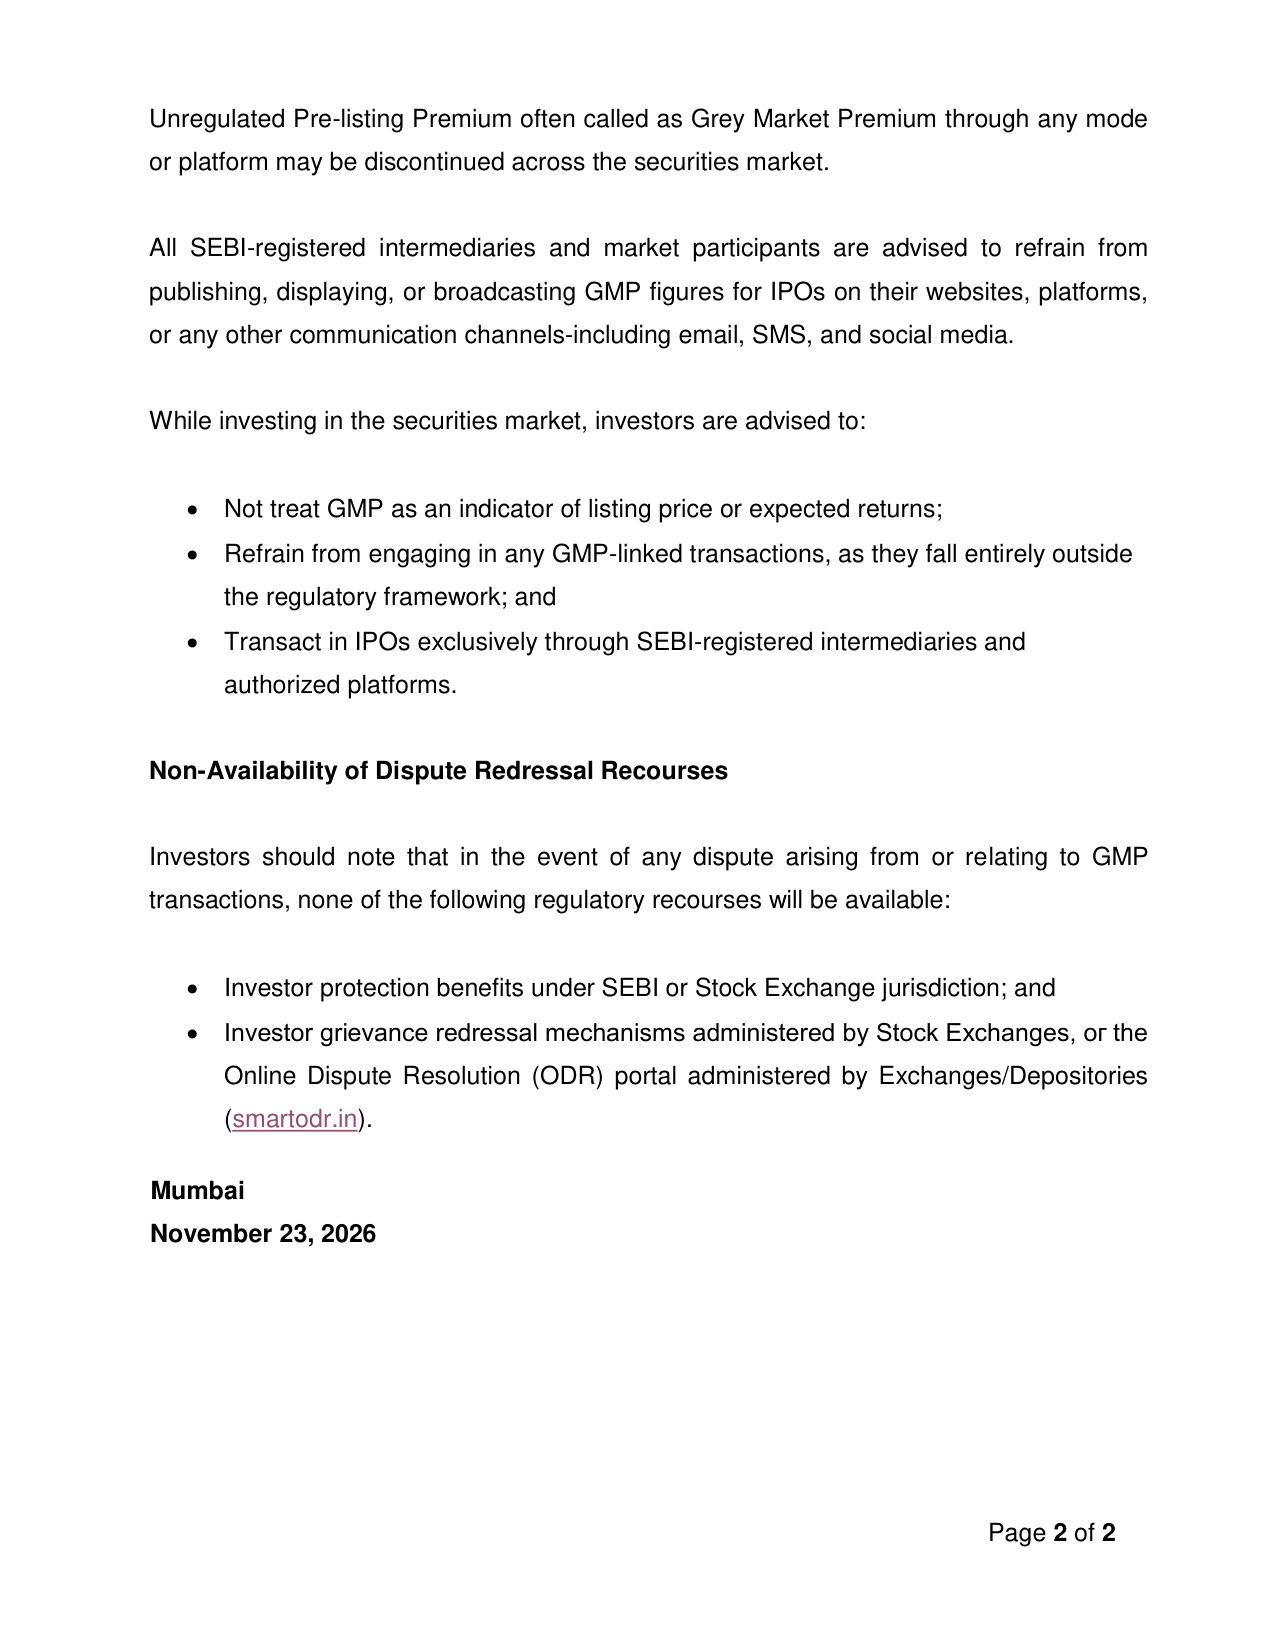 Unregulated Pre-listing Premium often called as Grey Market Premium through any mode
or platform may be discontinued across the securities market.
All SEBI-registered intermediaries and market participants are advised to refrain from
publishing, displaying, or broadcasting GMP figures for IPOs on their websites, platforms,
or any other communication channels-including email, SMS, and social media.
While investing in the securities market, investors are advised to:
• Not treat GMP as an indicator of listing price or expected returns;
• Refrain from engaging in any GMP-linked transactions, as they fall entirely outside
the regulatory framework; and
• Transact in IPOs exclusively through SEBI-registered intermediaries and
authorized platforms.
Non-Availability of Dispute Redressal Recourses
Investors should note that in the event of any dispute arising from or relating to GMP
transactions, none of the following regulatory recourses will be available:
• Investor protection benefits under SEBI or Stock Exchange jurisdiction; and
• Investor grievance redressal mechanisms administered by Stock Exchanges, or the
Online Dispute Resolution (ODR) portal administered by Exchanges/Depositories
(smartodr.in).
Mumbai
November 23, 2026
Page 2 of 2